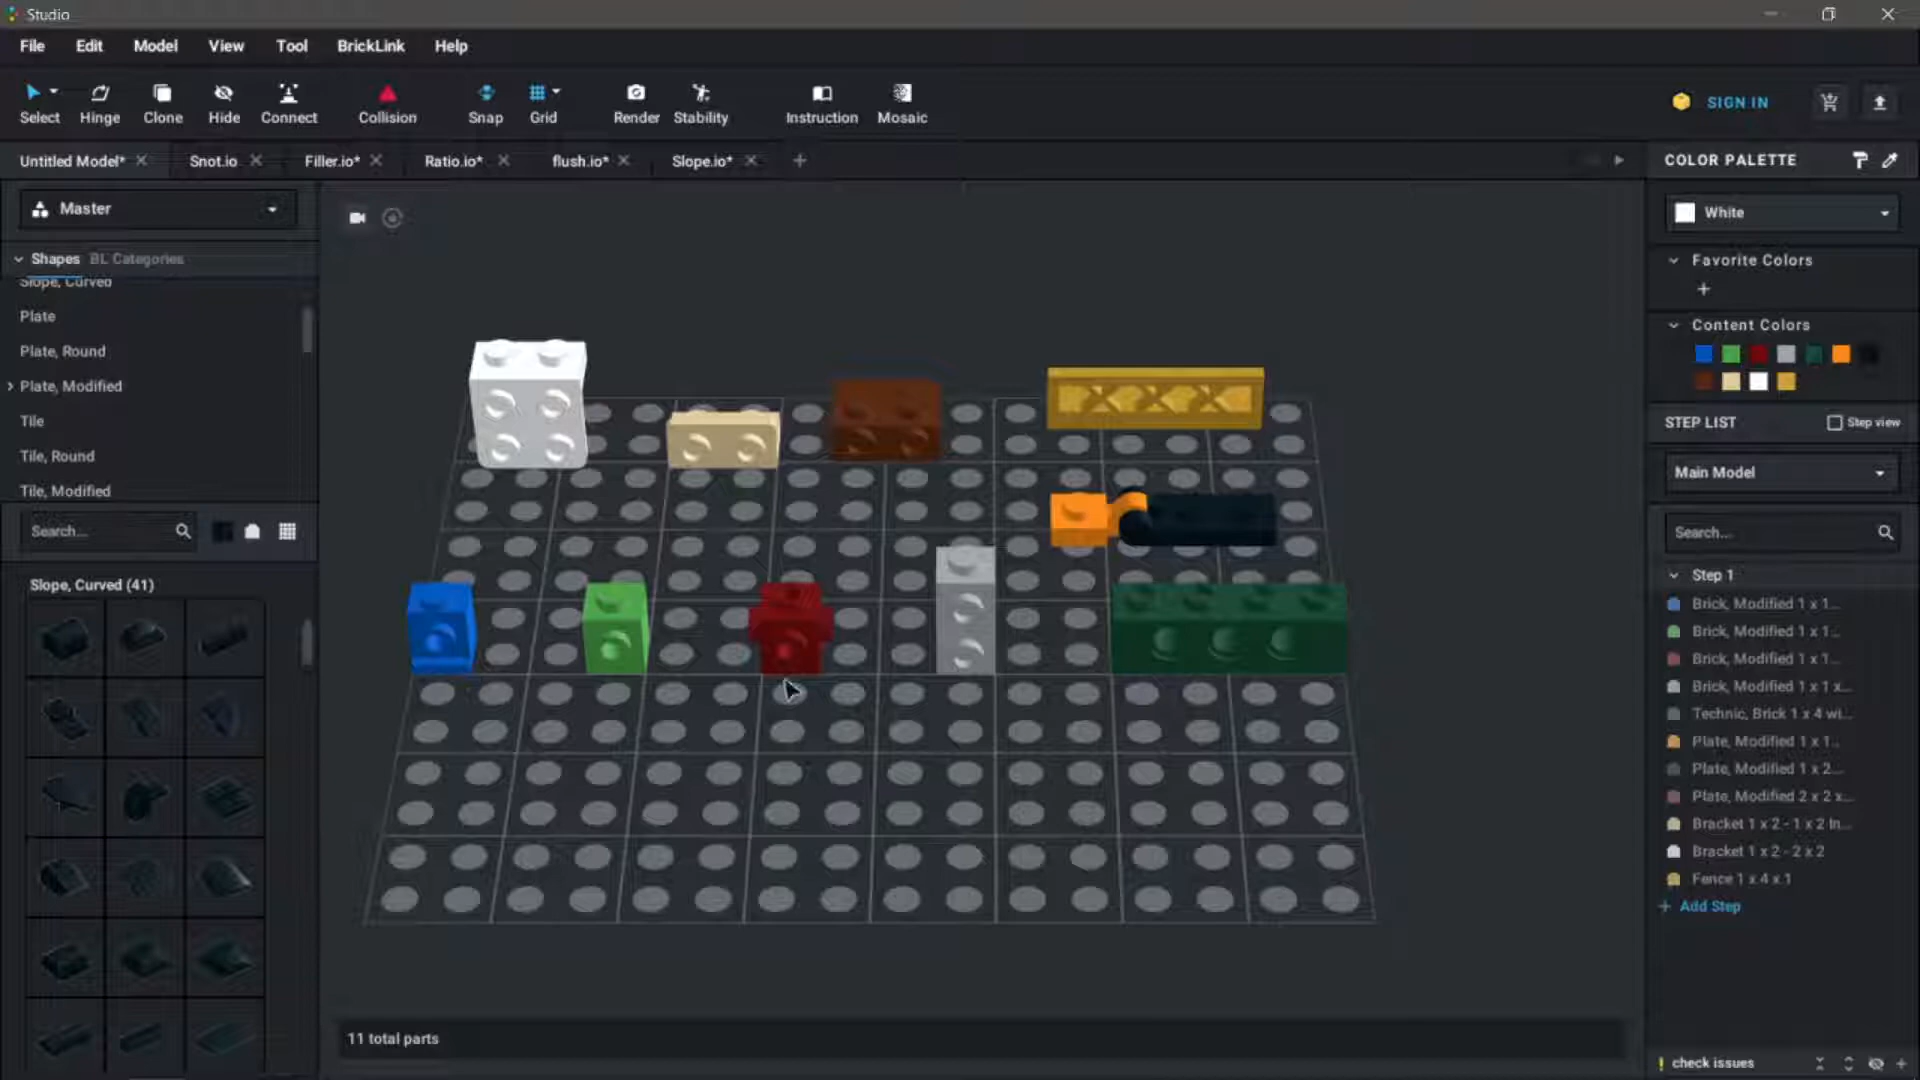 Studio
File Edit Model View Tool BrickLink Help
Select Hinge Clone Hide Connect Collision Snap Grid Render Stability Instruction Mosaic
SIGN IN
Untitled Model* Snot.io Filler.io* Ratio.io* flush.io* Slope.io*
Master
Shapes BL Categories
Slope, Curved
Plate
Plate, Round
Plate, Modified
Tile
Tile, Round
Tile, Modified
Search...
Slope, Curved (41)
11 total parts
COLOR PALETTE
White
Favorite Colors
+
Content Colors
STEP LIST Step view
Main Model
Search...
Step 1
Brick, Modified 1 x 1...
Brick, Modified 1 x 1...
Brick, Modified 1 x 1...
Brick, Modified 1 x 1 x...
Technic, Brick 1 x 4 wi...
Plate, Modified 1 x 1...
Plate, Modified 1 x 2...
Plate, Modified 2 x 2 x...
Bracket 1 x 2 - 1 x 2 In...
Bracket 1 x 2 - 2 x 2
Fence 1 x 4 x 1
+ Add Step
check issues